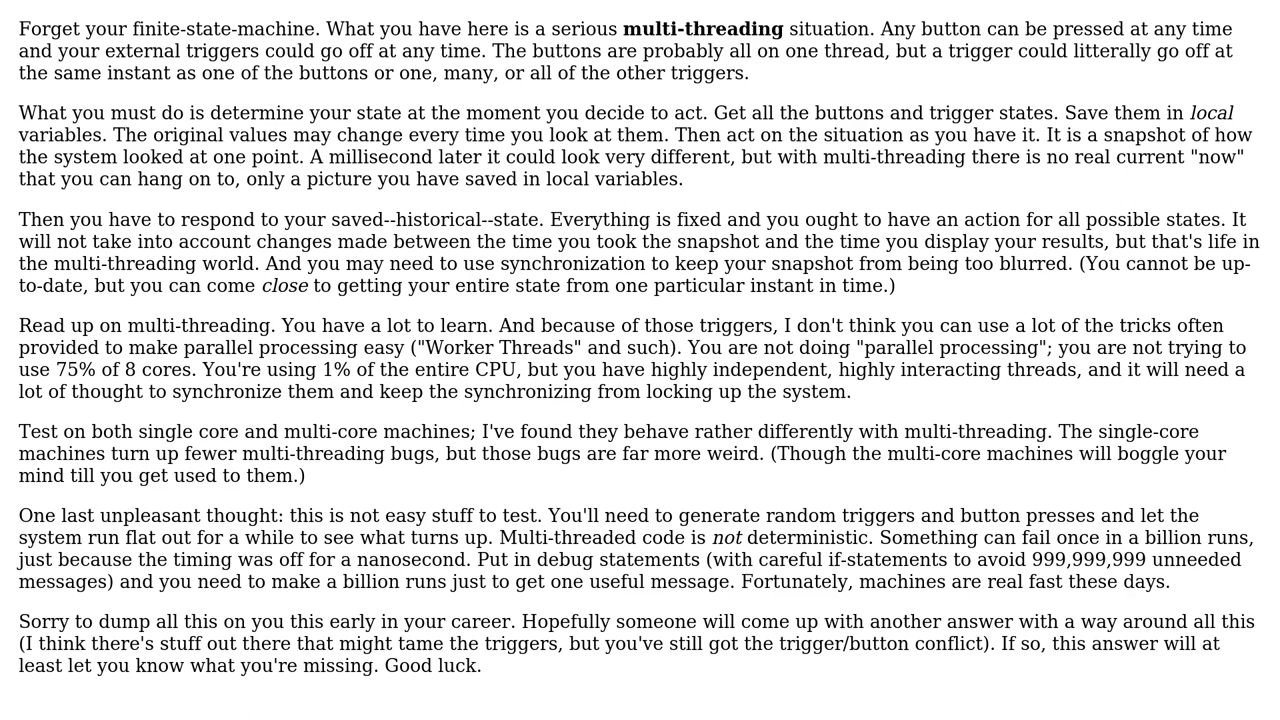 Forget your finite-state-machine. What you have here is a serious multi-threading situation. Any button can be pressed at any time
and your external triggers could go off at any time. The buttons are probably all on one thread, but a trigger could litterally go off at
the same instant as one of the buttons or one, many, or all of the other triggers.
What you must do is determine your state at the moment you decide to act. Get all the buttons and trigger states. Save them in local
variables. The original values may change every time you look at them. Then act on the situation as you have it. It is a snapshot of how
the system looked at one point. A millisecond later it could look very different, but with multi-threading there is no real current "now"
that you can hang on to, only a picture you have saved in local variables.
Then you have to respond to your saved--historical--state. Everything is fixed and you ought to have an action for all possible states. It
will not take into account changes made between the time you took the snapshot and the time you display your results, but that's life in
the multi-threading world. And you may need to use synchronization to keep your snapshot from being too blurred. (You cannot be up-
to-date, but you can come close to getting your entire state from one particular instant in time.)
Read up on multi-threading. You have a lot to learn. And because of those triggers, I don't think you can use a lot of the tricks often
provided to make parallel processing easy ("Worker Threads" and such). You are not doing "parallel processing"; you are not trying to
use 75% of 8 cores. You're using 1% of the entire CPU, but you have highly independent, highly interacting threads, and it will need a
lot of thought to synchronize them and keep the synchronizing from locking up the system.
Test on both single core and multi-core machines; I've found they behave rather differently with multi-threading. The single-core
machines turn up fewer multi-threading bugs, but those bugs are far more weird. (Though the multi-core machines will boggle your
mind till you get used to them.)
One last unpleasant thought: this is not easy stuff to test. You'll need to generate random triggers and button presses and let the
system run flat out for a while to see what turns up. Multi-threaded code is not deterministic. Something can fail once in a billion runs,
just because the timing was off for a nanosecond. Put in debug statements (with careful if-statements to avoid 999,999,999 unneeded
messages) and you need to make a billion runs just to get one useful message. Fortunately, machines are real fast these days.
Sorry to dump all this on you this early in your career. Hopefully someone will come up with another answer with a way around all this
(I think there's stuff out there that might tame the triggers, but you've still got the trigger/button conflict). If so, this answer will at
least let you know what you're missing. Good luck.